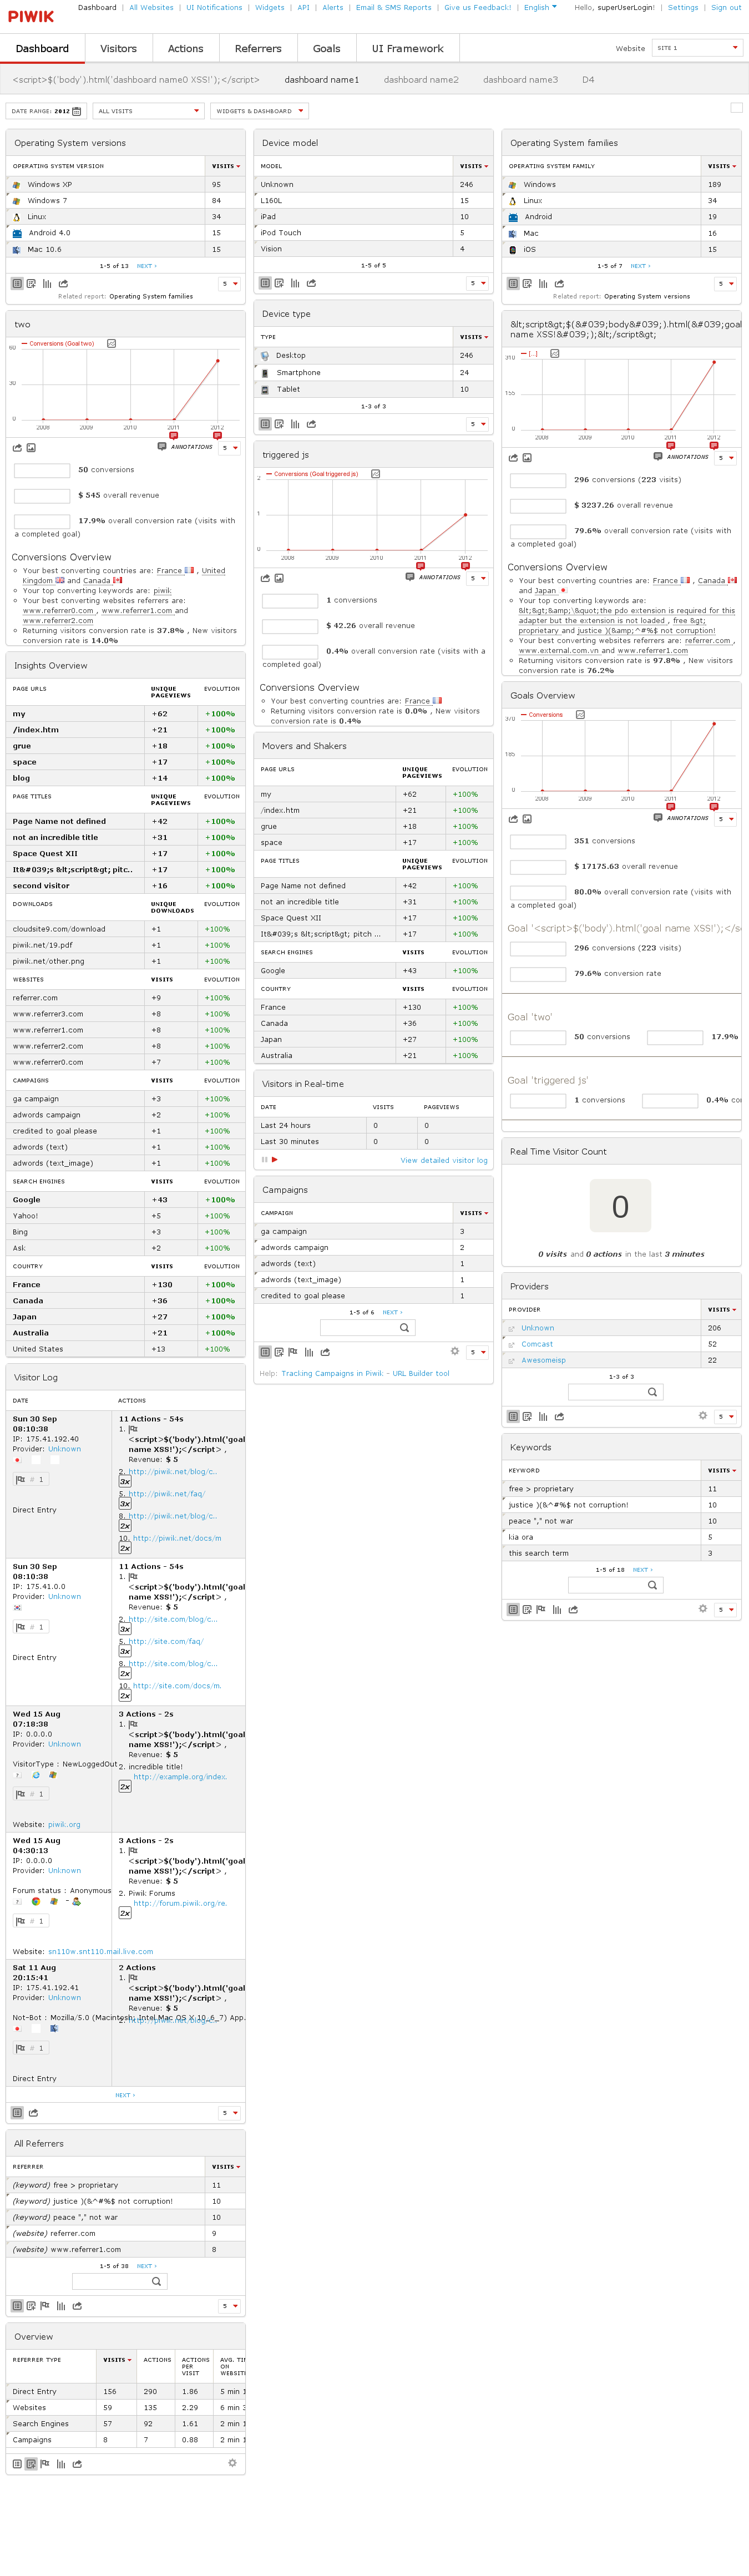 PIWIK
Dashboard | All Websites | UI Notifications | Widgets | API | Alerts | Email & SMS Reports | Give us Feedback! | English
Hello, superUserLogin! | Settings | Sign out
Dashboard Visitors Actions Referrers Goals UI Framework
Website SITE 1
<script>$('body').html('dashboard name0 XSS!');</script> dashboard name1 dashboard name2 dashboard name3 D4
DATE RANGE: 2012 ALL VISITS WIDGETS & DASHBOARD
Operating System versions
OPERATING SYSTEM VERSION VISITS
Windows XP 95
Windows 7 84
Linux 34
Android 4.0 15
Mac 10.6 15
1-5 of 13 NEXT ›
5
Related report: Operating System families
two
Conversions (Goal two)
60
30
0
2008 2009 2010 2011 2012
ANNOTATIONS 5
50 conversions
$ 545 overall revenue
17.9% overall conversion rate (visits with
a completed goal)
Conversions Overview
Your best converting countries are: France , United
Kingdom and Canada
Your top converting keywords are: piwik
Your best converting websites referrers are:
www.referrer0.com , www.referrer1.com and
www.referrer2.com
Returning visitors conversion rate is 37.8% , New visitors
conversion rate is 14.0%
Insights Overview
PAGE URLS UNIQUE PAGEVIEWS EVOLUTION
my +62 +100%
/index.htm +21 +100%
grue +18 +100%
space +17 +100%
blog +14 +100%
PAGE TITLES UNIQUE PAGEVIEWS EVOLUTION
Page Name not defined +42 +100%
not an incredible title +31 +100%
Space Quest XII +17 +100%
It&#039;s &lt;script&gt; pitc.. +17 +100%
second visitor +16 +100%
DOWNLOADS UNIQUE DOWNLOADS EVOLUTION
cloudsite9.com/download +1 +100%
piwik.net/19.pdf +1 +100%
piwik.net/other.png +1 +100%
WEBSITES VISITS EVOLUTION
referrer.com +9 +100%
www.referrer3.com +8 +100%
www.referrer1.com +8 +100%
www.referrer2.com +8 +100%
www.referrer0.com +7 +100%
CAMPAIGNS VISITS EVOLUTION
ga campaign +3 +100%
adwords campaign +2 +100%
credited to goal please +1 +100%
adwords (text) +1 +100%
adwords (text_image) +1 +100%
SEARCH ENGINES VISITS EVOLUTION
Google +43 +100%
Yahoo! +5 +100%
Bing +3 +100%
Ask +2 +100%
COUNTRY VISITS EVOLUTION
France +130 +100%
Canada +36 +100%
Japan +27 +100%
Australia +21 +100%
United States +13 +100%
Visitor Log
DATE ACTIONS
Sun 30 Sep
08:10:38
IP: 175.41.192.40
Provider: Unknown
# 1
Direct Entry
11 Actions - 54s
1.
<script>$('body').html('goal
name XSS!');</script> ,
Revenue: $ 5
2. http://piwik.net/blog/c..
3x
5. http://piwik.net/faq/
3x
8. http://piwik.net/blog/c..
2x
10. http://piwik.net/docs/m
2x
Sun 30 Sep
08:10:38
IP: 175.41.0.0
Provider: Unknown
# 1
Direct Entry
11 Actions - 54s
1.
<script>$('body').html('goal
name XSS!');</script> ,
Revenue: $ 5
2. http://site.com/blog/c...
3x
5. http://site.com/faq/
3x
8. http://site.com/blog/c...
2x
10. http://site.com/docs/m.
2x
Wed 15 Aug
07:18:38
IP: 0.0.0.0
Provider: Unknown
VisitorType : NewLoggedOut
# 1
Website: piwik.org
3 Actions - 2s
1.
<script>$('body').html('goal
name XSS!');</script> ,
Revenue: $ 5
2. incredible title!
http://example.org/index.
2x
Wed 15 Aug
04:30:13
IP: 0.0.0.0
Provider: Unknown
Forum status : Anonymous
-
# 1
Website: sn110w.snt110.mail.live.com
3 Actions - 2s
1.
<script>$('body').html('goal
name XSS!');</script> ,
Revenue: $ 5
2. Piwik Forums
http://forum.piwik.org/re.
2x
Sat 11 Aug
20:15:41
IP: 175.41.192.41
Provider: Unknown
Not-Bot : Mozilla/5.0 (Macintosh; Intel Mac OS X 10_6_7) App.
# 1
Direct Entry
2 Actions
1.
<script>$('body').html('goal
name XSS!');</script> ,
Revenue: $ 5
2. http://piwik.net/blog/c..
NEXT ›
5
All Referrers
REFERRER VISITS
(keyword) free > proprietary 11
(keyword) justice )(&^#%$ not corruption! 10
(keyword) peace "," not war 10
(website) referrer.com 9
(website) www.referrer1.com 8
1-5 of 38 NEXT ›
5
Overview
REFERRER TYPE VISITS ACTIONS ACTIONS PER VISIT AVG. TIM ON WEBSITE
Direct Entry 156 290 1.86 5 min 1
Websites 59 135 2.29 6 min 3
Search Engines 57 92 1.61 2 min 1
Campaigns 8 7 0.88 2 min 1
Device model
MODEL VISITS
Unknown 246
L160L 15
iPad 10
iPod Touch 5
Vision 4
1-5 of 5
5
Device type
TYPE VISITS
Desktop 246
Smartphone 24
Tablet 10
1-3 of 3
5
triggered js
Conversions (Goal triggered js)
2
1
0
2008 2009 2010 2011 2012
ANNOTATIONS 5
1 conversions
$ 42.26 overall revenue
0.4% overall conversion rate (visits with a
completed goal)
Conversions Overview
Your best converting countries are: France
Returning visitors conversion rate is 0.0% , New visitors
conversion rate is 0.4%
Movers and Shakers
PAGE URLS UNIQUE PAGEVIEWS EVOLUTION
my +62 +100%
/index.htm +21 +100%
grue +18 +100%
space +17 +100%
PAGE TITLES UNIQUE PAGEVIEWS EVOLUTION
Page Name not defined +42 +100%
not an incredible title +31 +100%
Space Quest XII +17 +100%
It&#039;s &lt;script&gt; pitch ... +17 +100%
SEARCH ENGINES VISITS EVOLUTION
Google +43 +100%
COUNTRY VISITS EVOLUTION
France +130 +100%
Canada +36 +100%
Japan +27 +100%
Australia +21 +100%
Visitors in Real-time
DATE VISITS PAGEVIEWS
Last 24 hours 0 0
Last 30 minutes 0 0
View detailed visitor log
Campaigns
CAMPAIGN VISITS
ga campaign 3
adwords campaign 2
adwords (text) 1
adwords (text_image) 1
credited to goal please 1
1-5 of 6 NEXT ›
5
Help: Tracking Campaigns in Piwik - URL Builder tool
Operating System families
OPERATING SYSTEM FAMILY VISITS
Windows 189
Linux 34
Android 19
Mac 16
iOS 15
1-5 of 7 NEXT ›
5
Related report: Operating System versions
&lt;script&gt;$(&#039;body&#039;).html(&#039;goal
name XSS!&#039;);&lt;/script&gt;
[...]
310
155
0
2008 2009 2010 2011 2012
ANNOTATIONS 5
296 conversions (223 visits)
$ 3237.26 overall revenue
79.6% overall conversion rate (visits with
a completed goal)
Conversions Overview
Your best converting countries are: France , Canada
and Japan
Your top converting keywords are:
&lt;&gt;&amp;\&quot;the pdo extension is required for this
adapter but the extension is not loaded , free &gt;
proprietary and justice )(&amp;^#%$ not corruption!
Your best converting websites referrers are: referrer.com ,
www.external.com.vn and www.referrer1.com
Returning visitors conversion rate is 97.8% , New visitors
conversion rate is 76.2%
Goals Overview
Conversions
370
185
0
2008 2009 2010 2011 2012
ANNOTATIONS 5
351 conversions
$ 17175.63 overall revenue
80.0% overall conversion rate (visits with
a completed goal)
Goal '<script>$('body').html('goal name XSS!');</sc
296 conversions (223 visits)
79.6% conversion rate
Goal 'two'
50 conversions 17.9%
Goal 'triggered js'
1 conversions 0.4% con
Real Time Visitor Count
0
0 visits and 0 actions in the last 3 minutes
Providers
PROVIDER VISITS
Unknown 206
Comcast 52
Awesomeisp 22
1-3 of 3
5
Keywords
KEYWORD VISITS
free > proprietary 11
justice )(&^#%$ not corruption! 10
peace "," not war 10
kia ora 5
this search term 3
1-5 of 18 NEXT ›
5